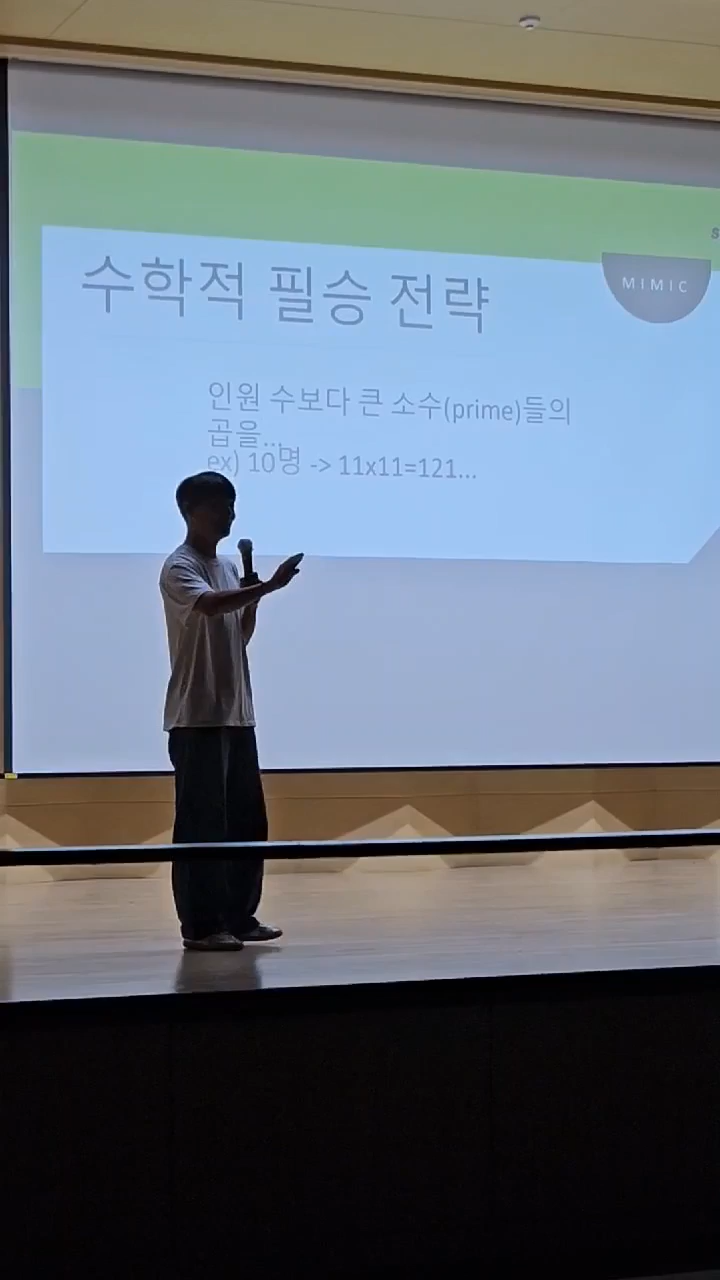 수학적 필승 전략
MIMIC
인원 수보다 큰 소수(prime)들의
곱을...
ex) 10명 -> 11x11=121...